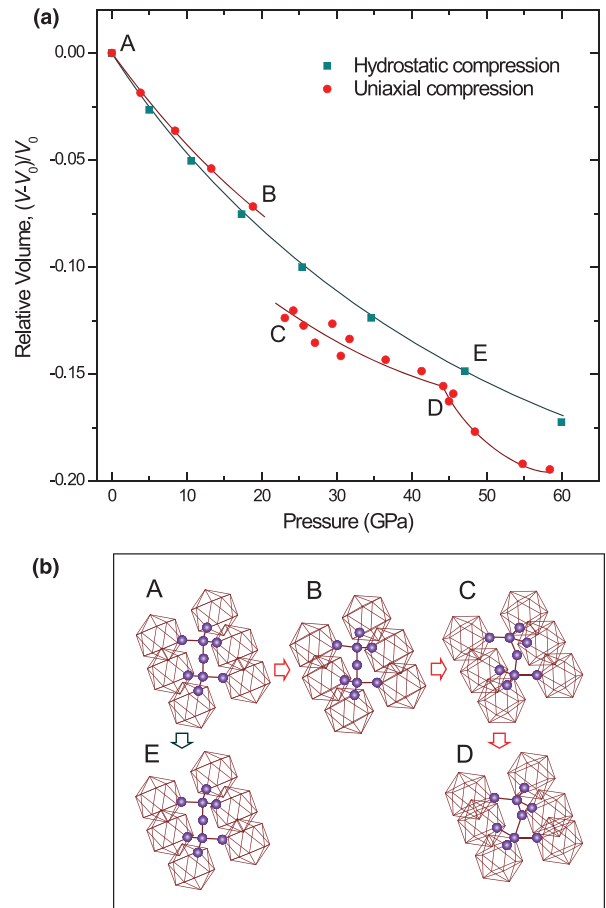 (a)
0.00
-0.05
-0.10
-0.15
-0.20
Relative Volume, (V-V0)/V0
A
B
C
D
E
Hydrostatic compression
Uniaxial compression
0 10 20 30 40 50 60
Pressure (GPa)
(b)
A B C
E D